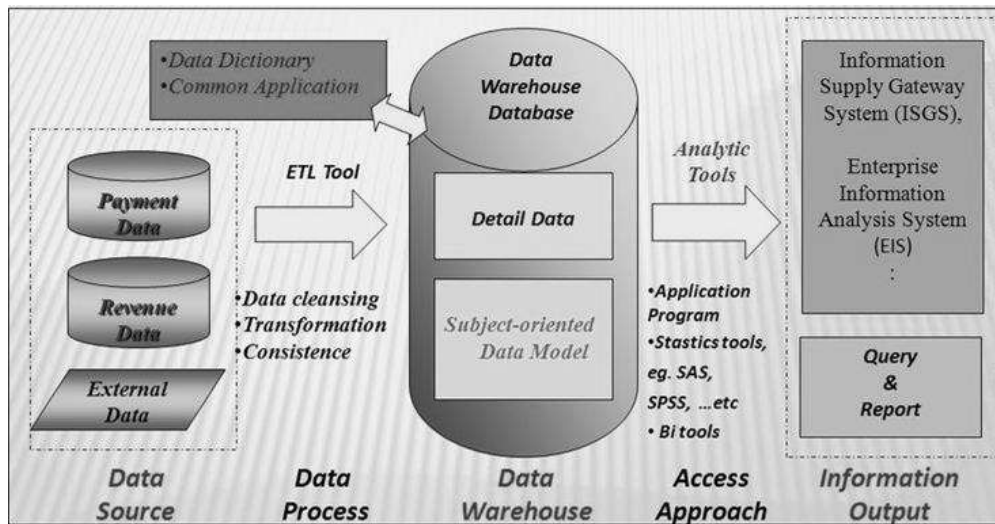 •Data Dictionary
•Common Application
Data
Warehouse
Database
Information
Supply Gateway
System (ISGS),
Enterprise
Information
Analysis System
(EIS)
:
Payment
Data
Revenue
Data
External
Data
ETL Tool
•Data cleansing
•Transformation
•Consistence
Detail Data
Subject-oriented
Data Model
Analytic
Tools
•Application
Program
•Stastics tools,
eg. SAS,
SPSS, ...etc
• Bi tools
Query
&
Report
Data
Source
Data
Process
Data
Warehouse
Access
Approach
Information
Output